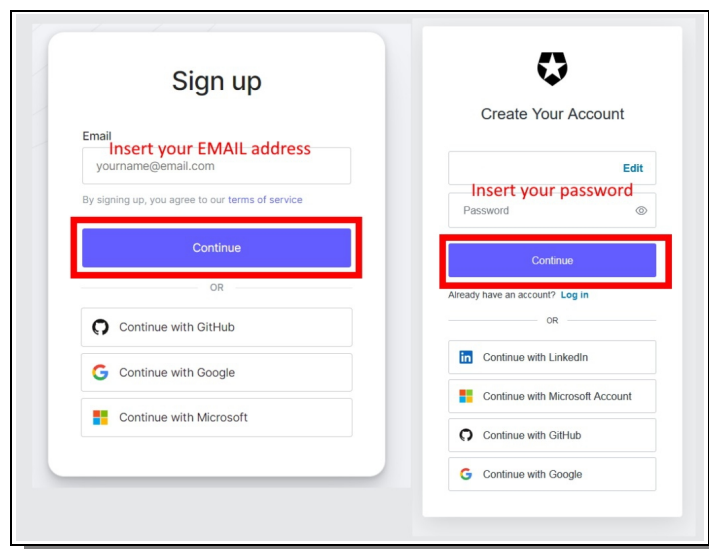 Sign up
Email
Insert your EMAIL address
yourname@email.com
By signing up, you agree to our terms of service
Continue
OR
Continue with GitHub
Continue with Google
Continue with Microsoft
Create Your Account
Edit
Insert your password
Password
Continue
Already have an account? Log in
OR
in Continue with LinkedIn
Continue with Microsoft Account
Continue with GitHub
Continue with Google